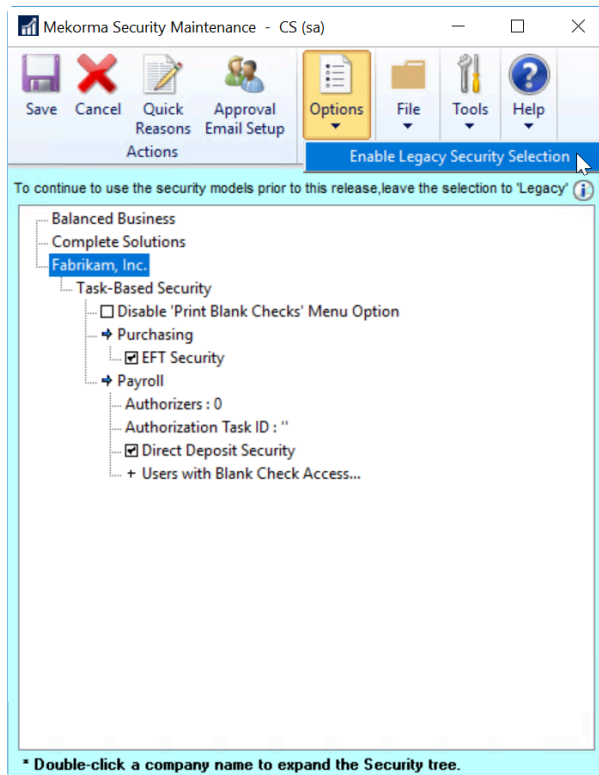 Mekorma Security Maintenance - CS (sa)
Save
Cancel
Quick
Reasons
Approval
Email Setup
Options
File
Tools
Help
Actions
Enable Legacy Security Selection
To continue to use the security models prior to this release,leave the selection to 'Legacy'
Balanced Business
Complete Solutions
Fabrikam, Inc.
Task-Based Security
Disable 'Print Blank Checks' Menu Option
Purchasing
EFT Security
Payroll
Authorizers : 0
Authorization Task ID : ''
Direct Deposit Security
+ Users with Blank Check Access...
* Double-click a company name to expand the Security tree.